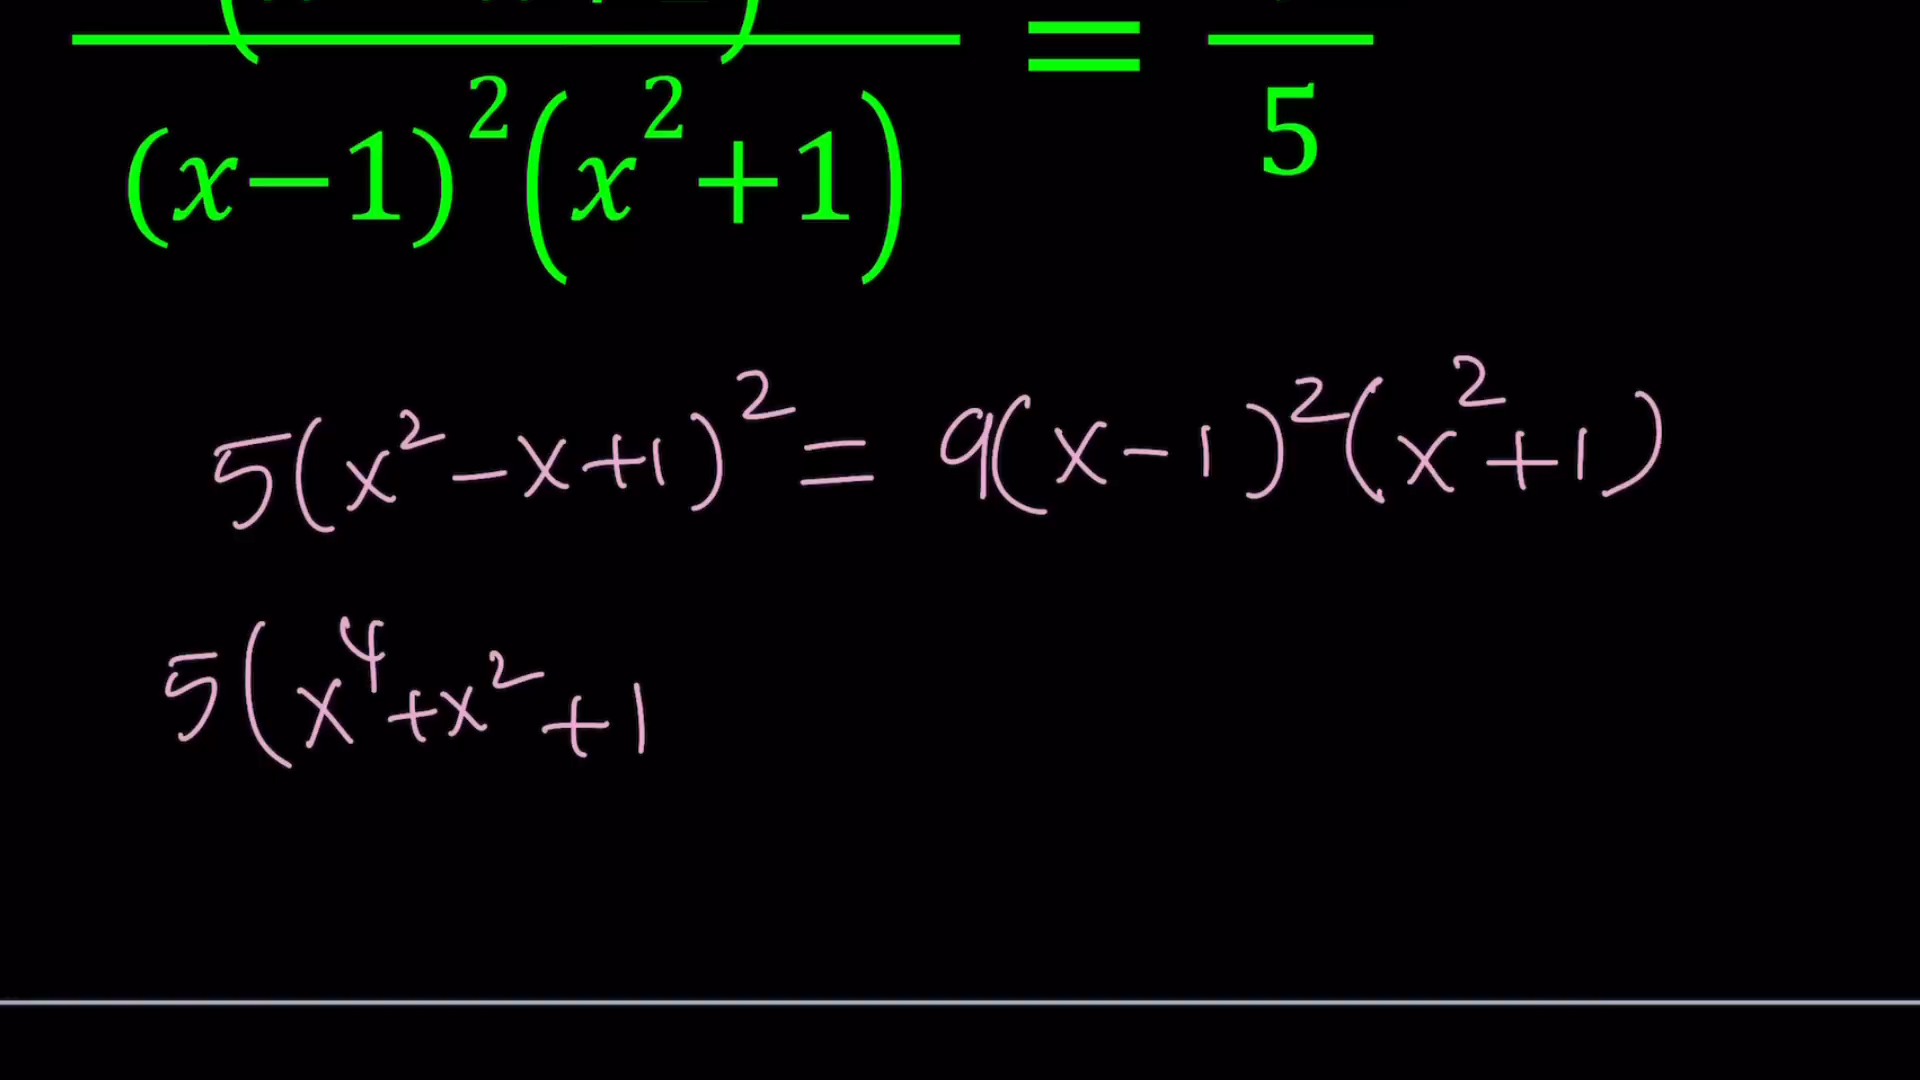 (x-1)²(x²+1) = 5
5(x²-x+1)² = 9(x-1)²(x²+1)
5(x⁴+x²+1